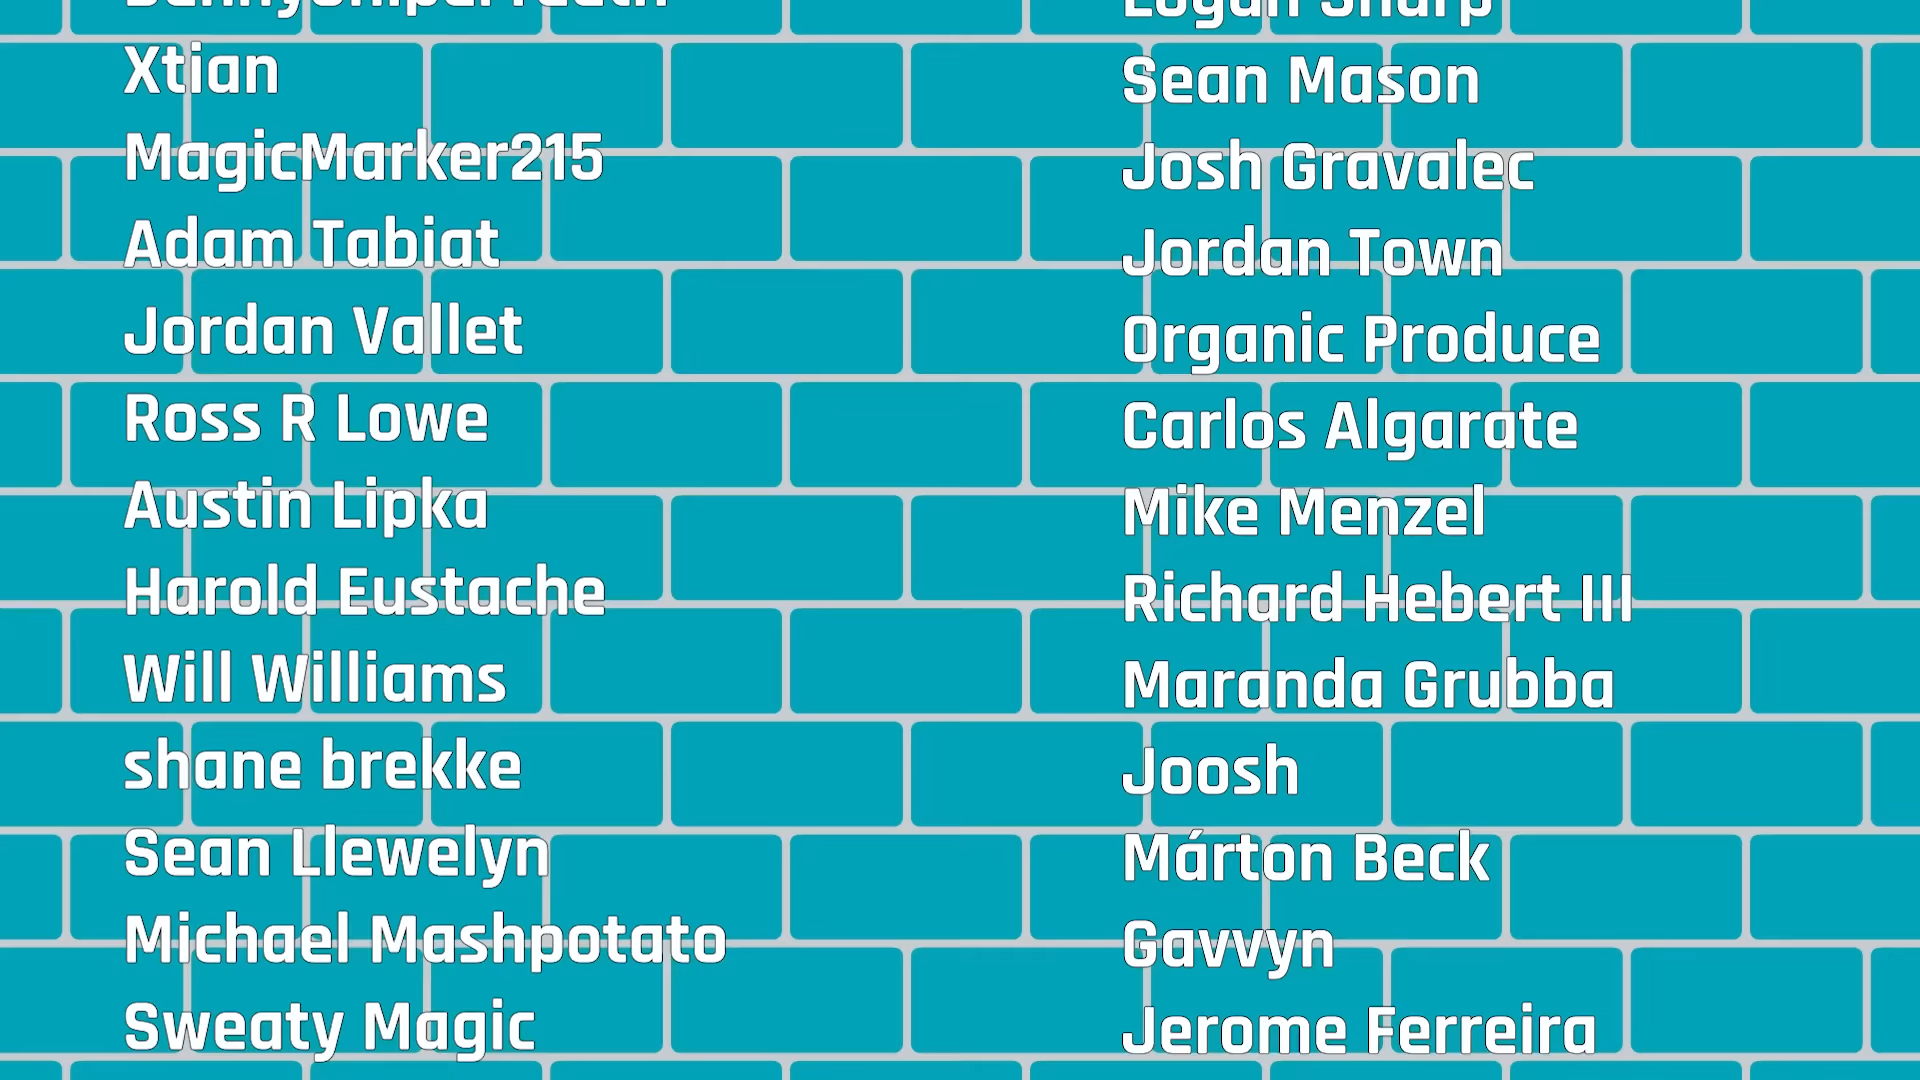 Xtian
MagicMarker215
Adam Tabiat
Jordan Vallet
Ross R Lowe
Austin Lipka
Harold Eustache
Will Williams
shane brekke
Sean Llewelyn
Michael Mashpotato
Sweaty Magic
Logan Sharp
Sean Mason
Josh Gravalec
Jordan Town
Organic Produce
Carlos Algarate
Mike Menzel
Richard Hebert III
Maranda Grubba
Joosh
Márton Beck
Gavvyn
Jerome Ferreira